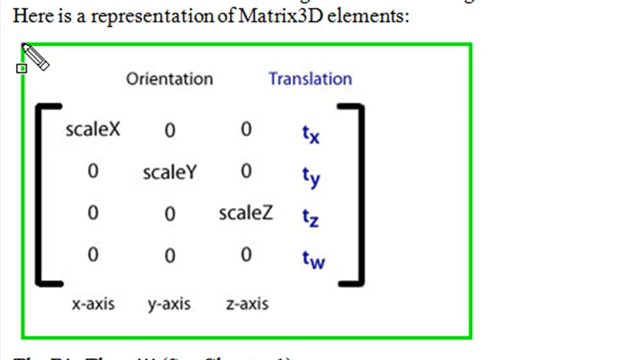 Here is a representation of Matrix3D elements:
Orientation Translation
scaleX 0 0 tx
0 scaleY 0 ty
0 0 scaleZ tz
0 0 0 tw
x-axis y-axis z-axis